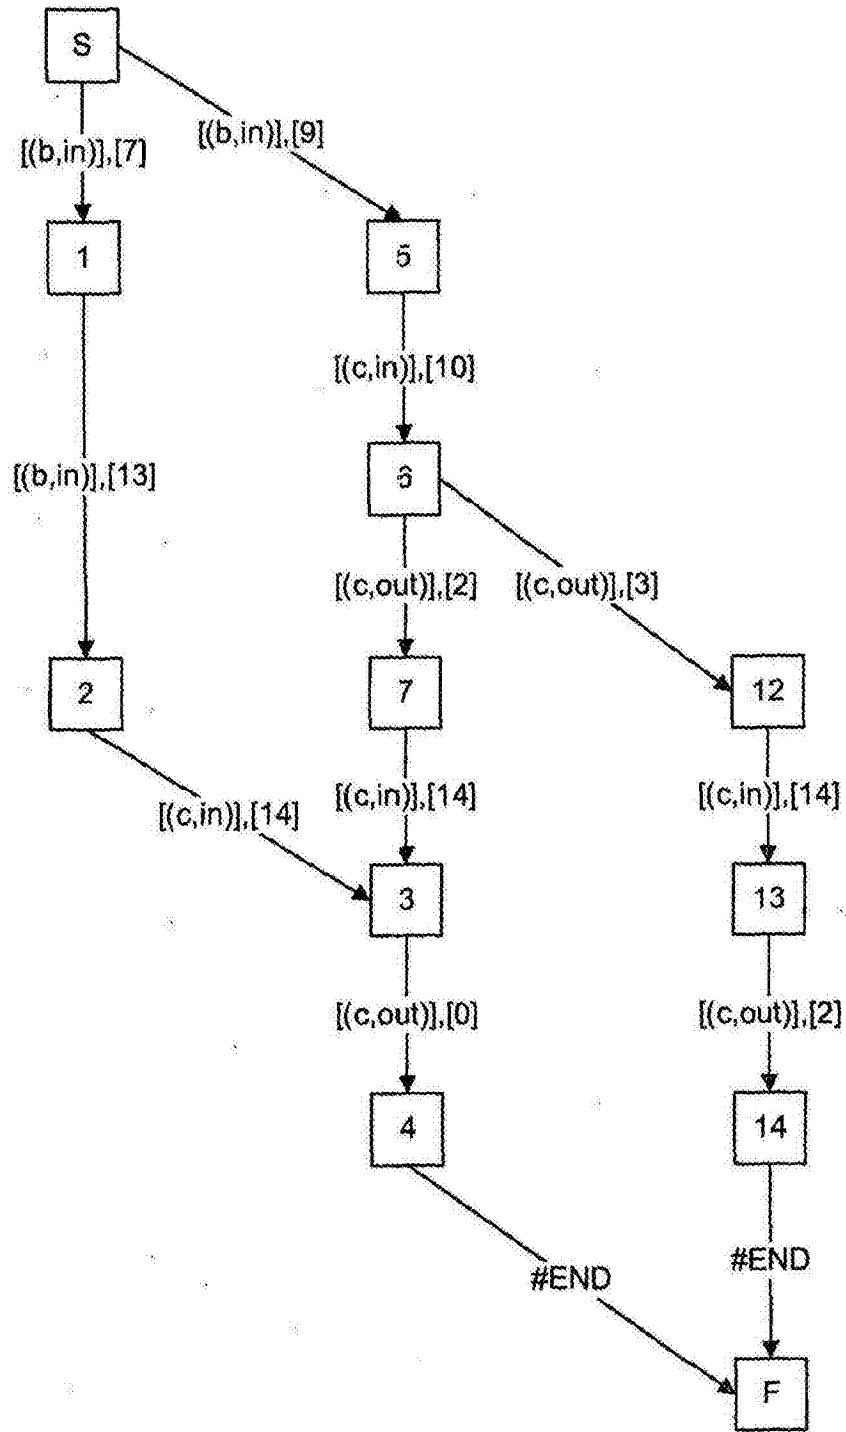 S
[(b,in)],[7]
[(b,in)],[9]
1
5
[(c,in)],[10]
[(b,in)],[13]
6
[(c,out)],[2]
[(c,out)],[3]
2
7
12
[(c,in)],[14]
[(c,in)],[14]
[(c,in)],[14]
3
13
[(c,out)],[0]
[(c,out)],[2]
4
14
#END
#END
F